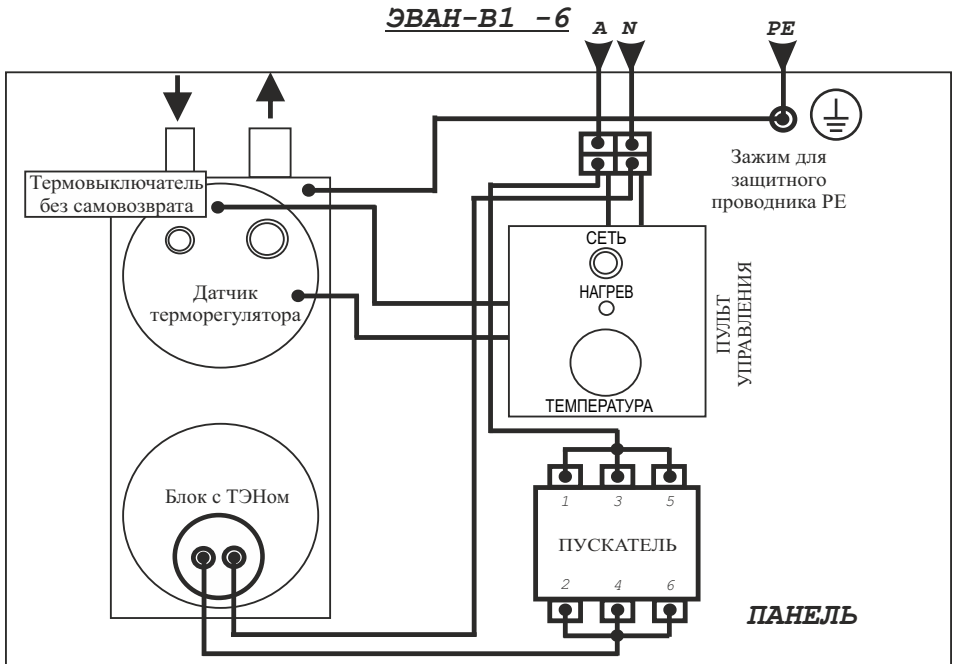 ЭВАН-В1 -6
A N
PE
Зажим для
защитного
проводника PE
Термовыключатель
без самовозврата
Датчик
терморегулятора
СЕТЬ
НАГРЕВ
ТЕМПЕРАТУРА
ПУЛЬТ
УПРАВЛЕНИЯ
Блок с ТЭНом
1 3 5
ПУСКАТЕЛЬ
2 4 6
ПАНЕЛЬ